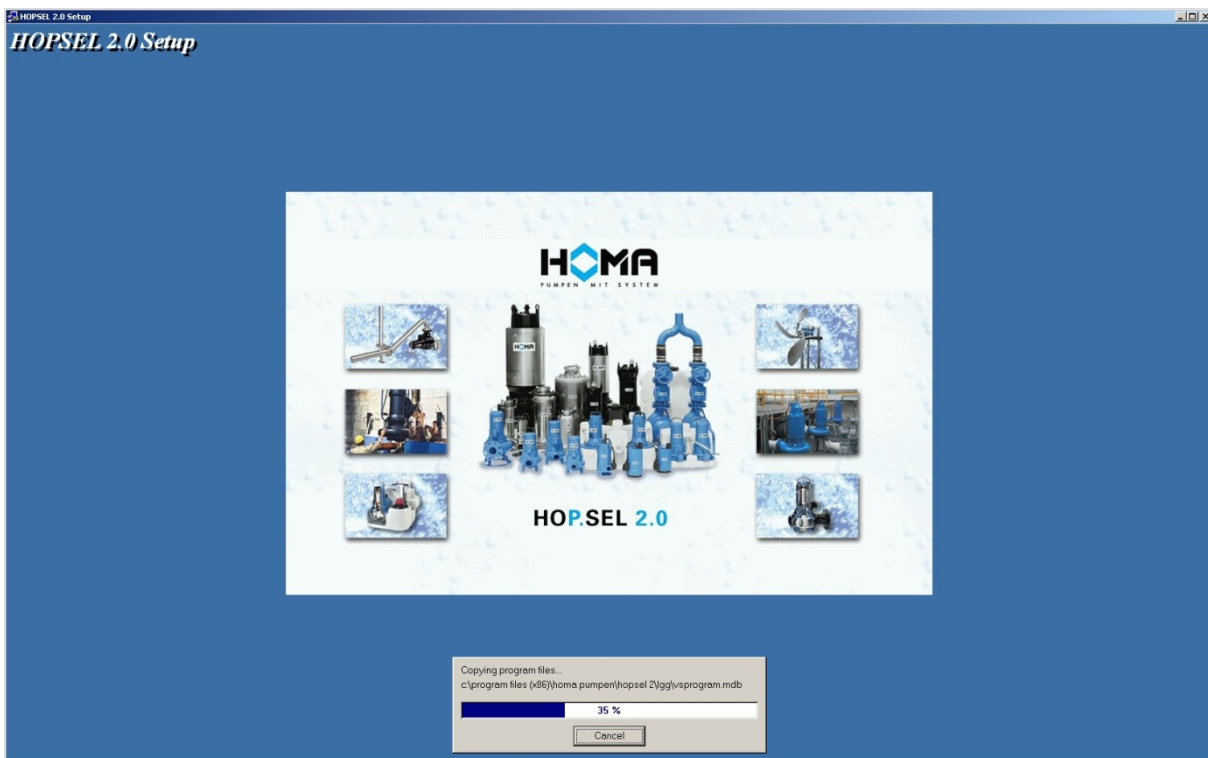 HOPSEL 2.0 Setup
HOPSEL 2.0 Setup
HOMA
PUMPEN MIT SYSTEM
HOMA
HOP.SEL 2.0
Copying program files...
c:\program files (x86)\homa pumpen\hopsel 2\lgg\vsprogram.mdb
35 %
Cancel